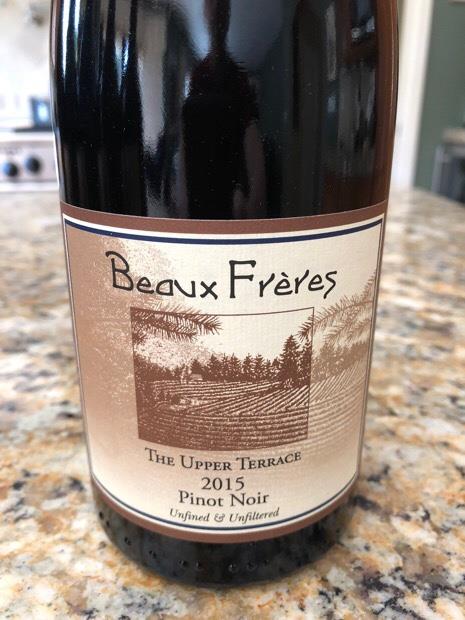 Beaux Frères
The Upper Terrace
2015
Pinot Noir
Unfined & Unfiltered